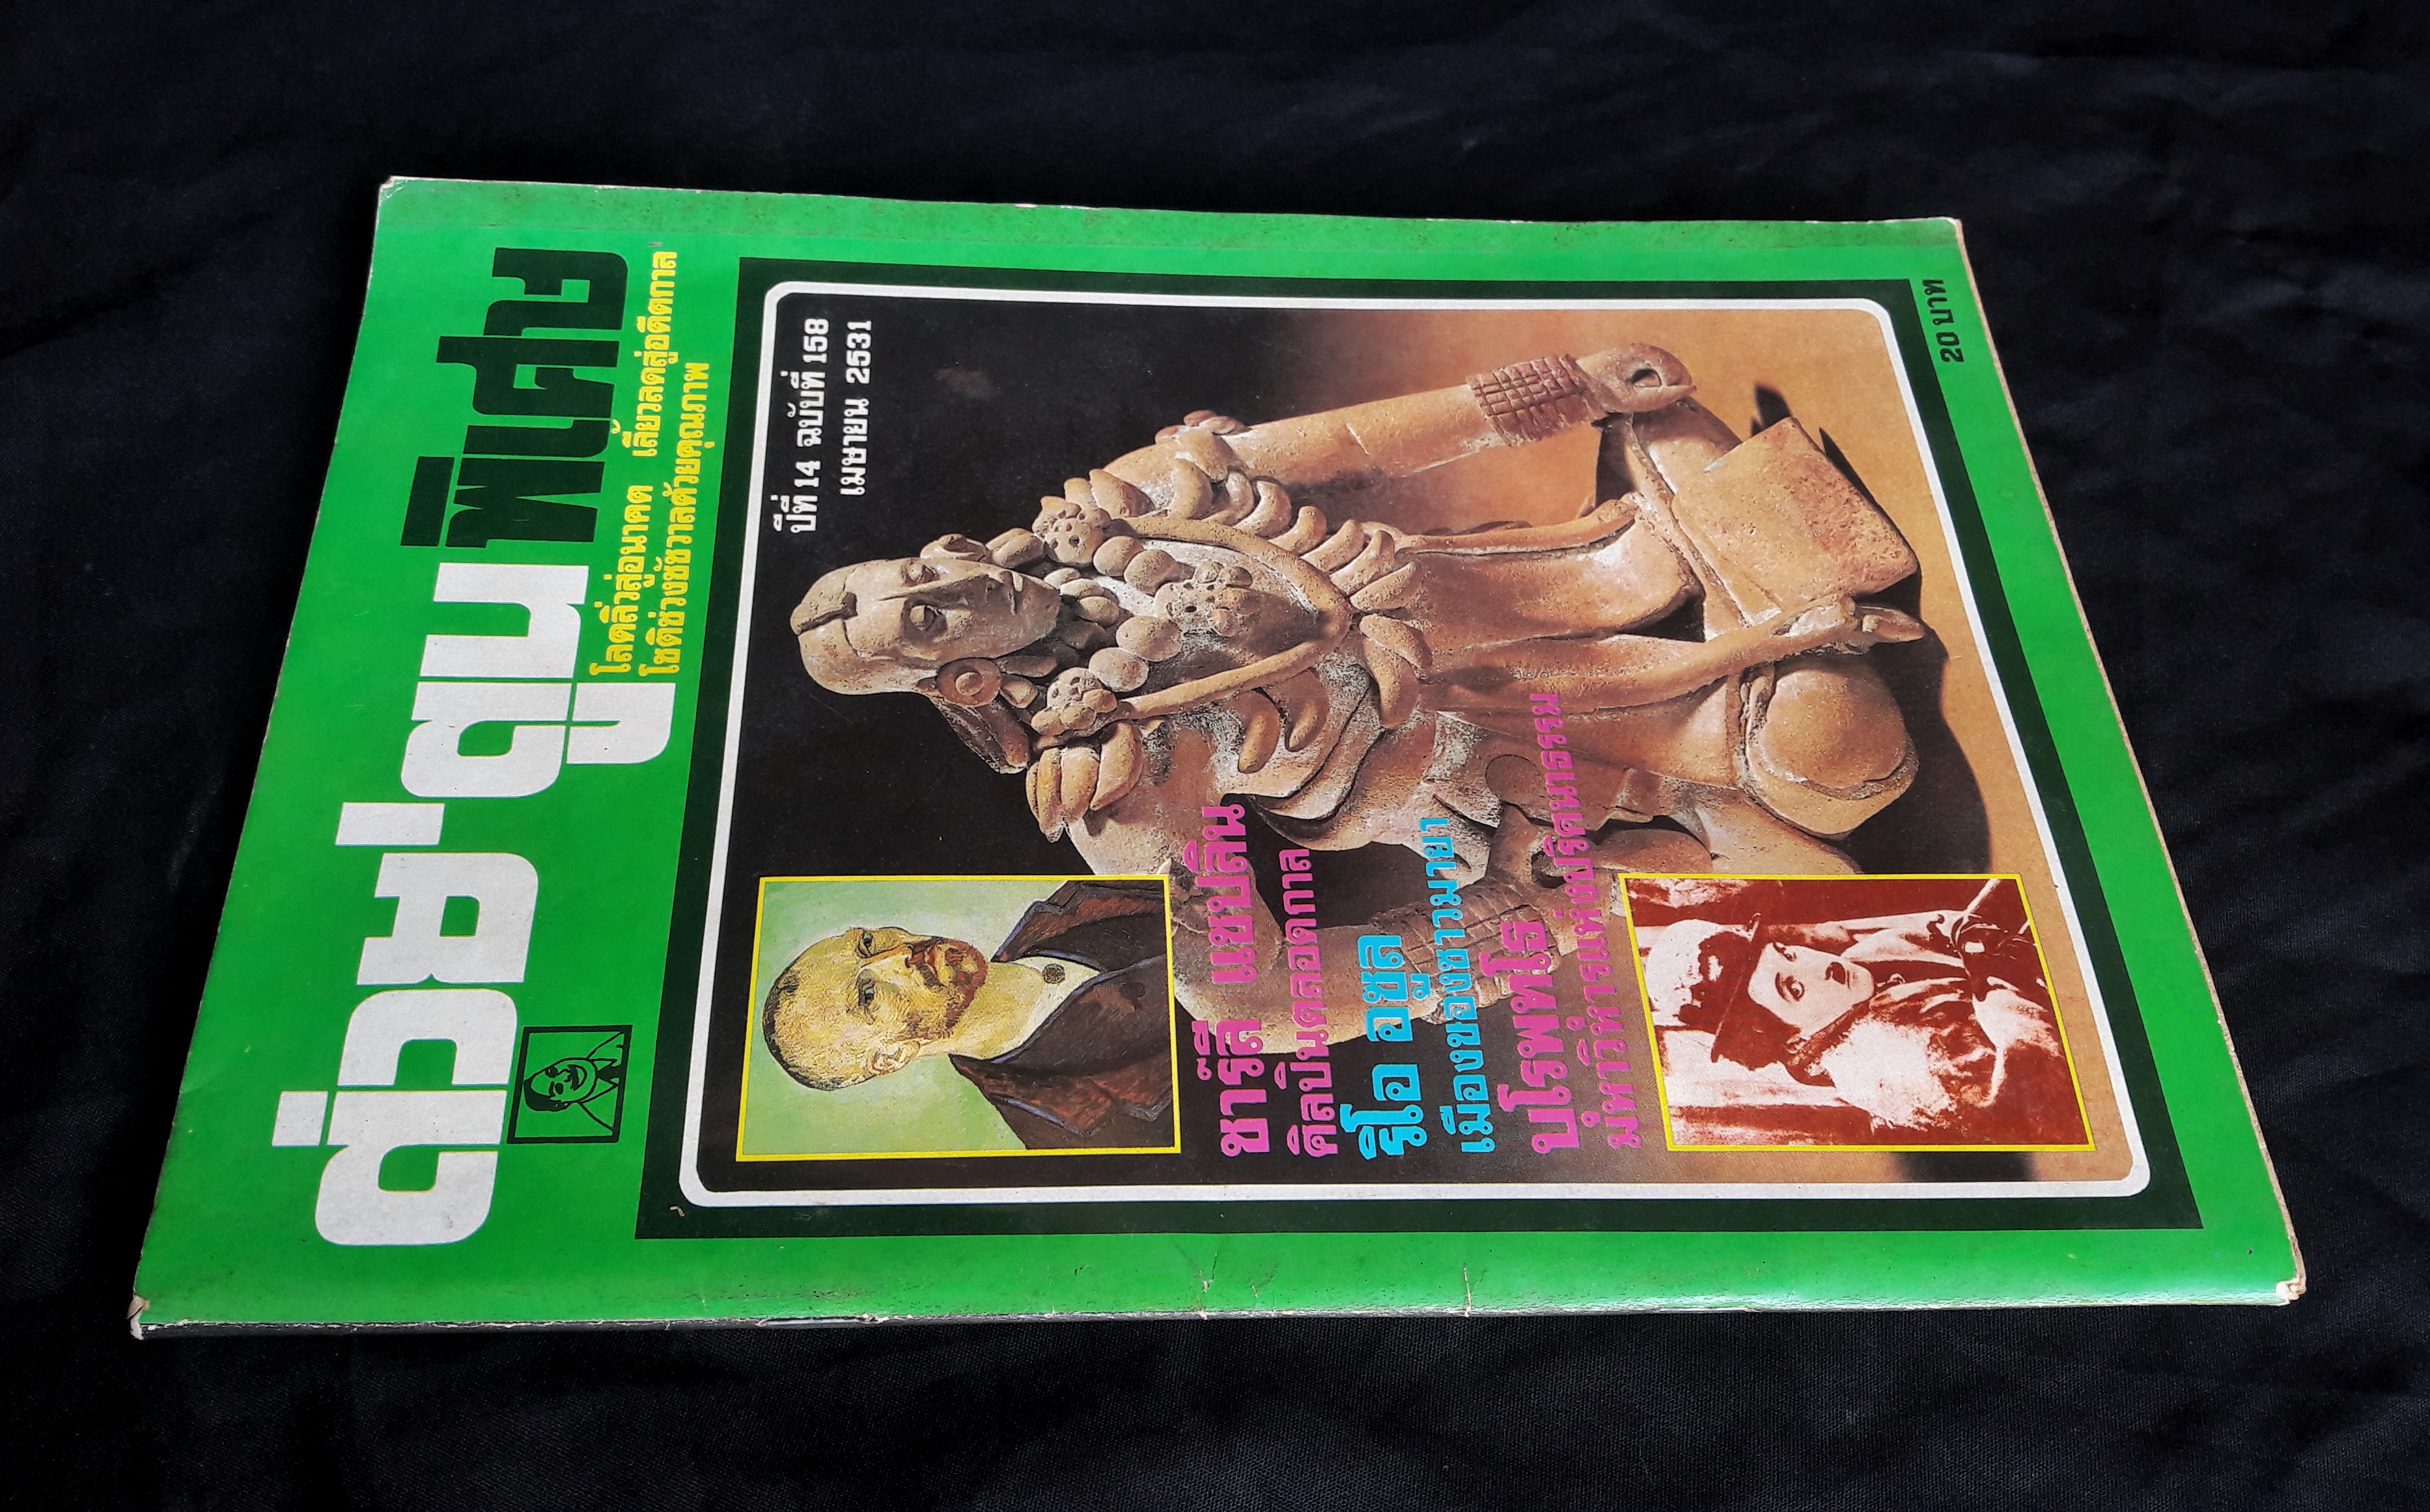 ต่วย'ตูน พิเศษ
โลดลิ่วสู่อนาคต เลี้ยวลดสู่อดีตกาล
โชติช่วงชัชวาลด้วยคุณภาพ
ปีที่ 14 ฉบับที่ 158
เมษายน 2531
ชาร์ลี แชปลิน
ศิลปินตลอดกาล
ริโอ อซูล
เมืองของชาวมายา
บุโรพุทโธ
มหาวิหารแห่งปริศนาธรรม
20 บาท